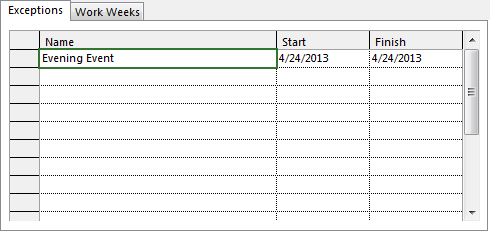 Exceptions Work Weeks
Name Start Finish
Evening Event 4/24/2013 4/24/2013